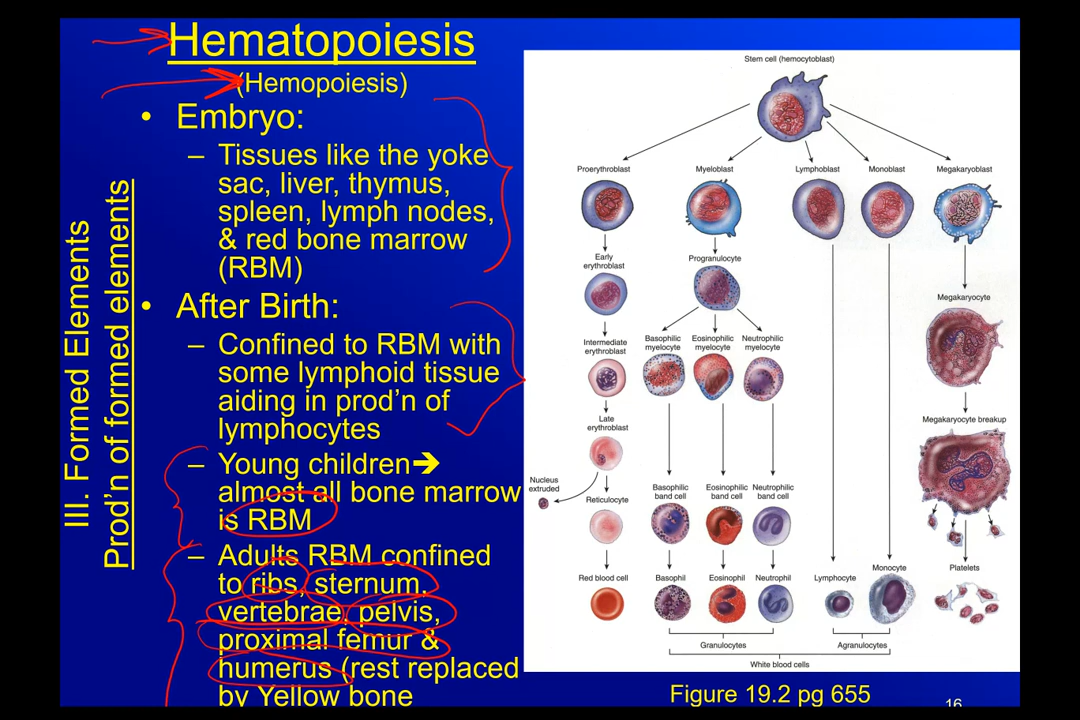 Hematopoiesis
(Hemopoiesis)
• Embryo:
– Tissues like the yoke
sac, liver, thymus,
spleen, lymph nodes,
& red bone marrow
(RBM)
• After Birth:
– Confined to RBM with
some lymphoid tissue
aiding in prod'n of
lymphocytes
– Young children➔
almost all bone marrow
is RBM
– Adults RBM confined
to ribs, sternum,
vertebrae, pelvis,
proximal femur &
humerus (rest replaced
by Yellow bone
III. Formed Elements
Prod'n of formed elements
Stem cell (hemocytoblast)
Proerythroblast
Myeloblast
Lymphoblast
Monoblast
Megakaryoblast
Early
erythroblast
Progranulocyte
Megakaryocyte
Intermediate
erythroblast
Basophilic
myelocyte
Eosinophilic
myelocyte
Neutrophilic
myelocyte
Late
erythroblast
Megakaryocyte breakup
Nucleus
extruded
Reticulocyte
Basophilic
band cell
Eosinophilic
band cell
Neutrophilic
band cell
Red blood cell
Basophil
Eosinophil
Neutrophil
Lymphocyte
Monocyte
Platelets
Granulocytes
Agranulocytes
White blood cells
Figure 19.2 pg 655
16